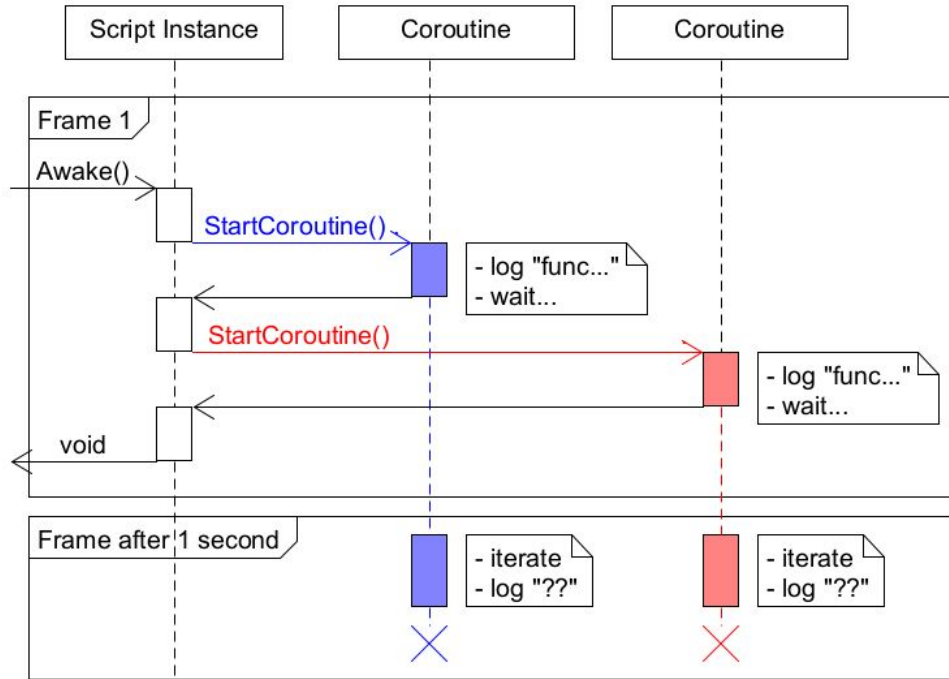 Script Instance
Coroutine
Coroutine
Frame 1
Awake()
StartCoroutine()
- log "func..."
- wait...
StartCoroutine()
- log "func..."
- wait...
void
Frame after 1 second
- iterate
- log "??"
- iterate
- log "??"